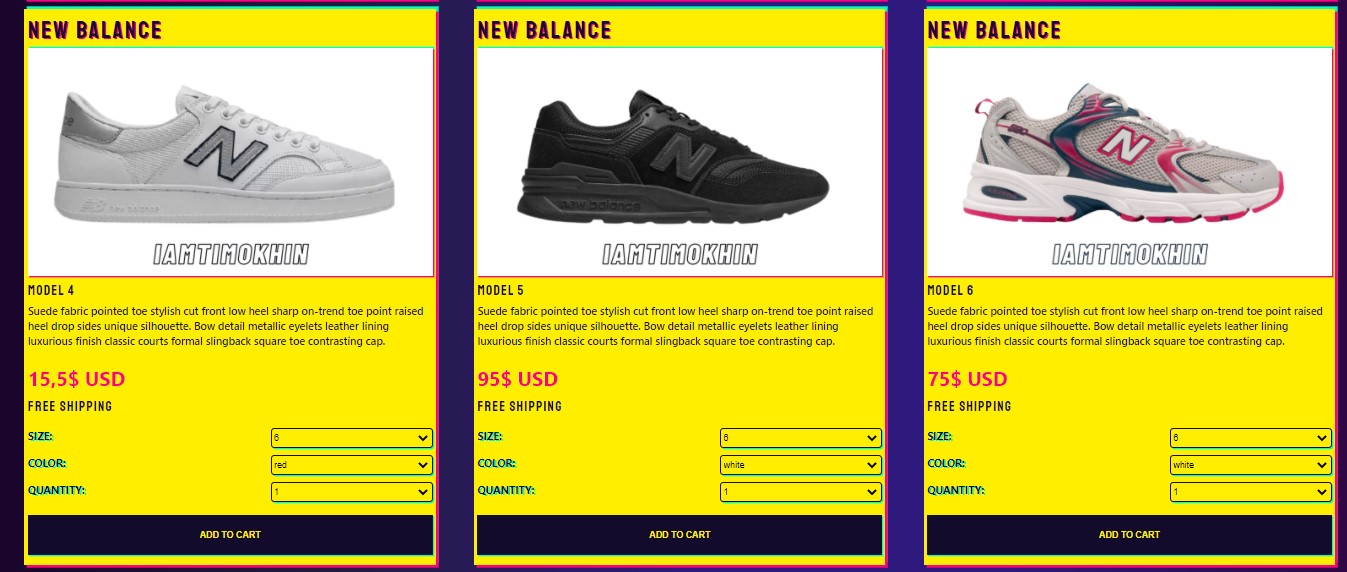 NEW BALANCE
IAMTIMOKHIN
MODEL 4
Suede fabric pointed toe stylish cut front low heel sharp on-trend toe point raised
heel drop sides unique silhouette. Bow detail metallic eyelets leather lining
luxurious finish classic courts formal slingback square toe contrasting cap.
15,5$ USD
FREE SHIPPING
SIZE: 6
COLOR: red
QUANTITY: 1
ADD TO CART
NEW BALANCE
new balance
IAMTIMOKHIN
MODEL 5
Suede fabric pointed toe stylish cut front low heel sharp on-trend toe point raised
heel drop sides unique silhouette. Bow detail metallic eyelets leather lining
luxurious finish classic courts formal slingback square toe contrasting cap.
95$ USD
FREE SHIPPING
SIZE: 6
COLOR: white
QUANTITY: 1
ADD TO CART
NEW BALANCE
N
IAMTIMOKHIN
MODEL 6
Suede fabric pointed toe stylish cut front low heel sharp on-trend toe point raised
heel drop sides unique silhouette. Bow detail metallic eyelets leather lining
luxurious finish classic courts formal slingback square toe contrasting cap.
75$ USD
FREE SHIPPING
SIZE: 6
COLOR: white
QUANTITY: 1
ADD TO CART